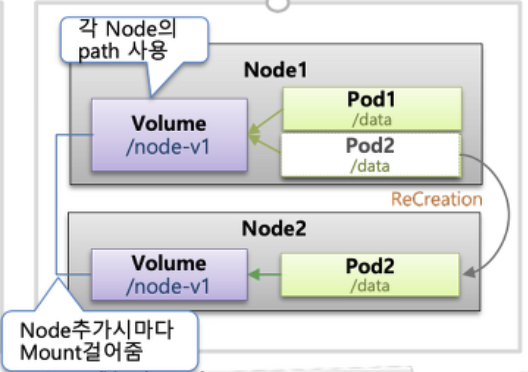 각 Node의
path 사용
Node1
Volume
/node-v1
Pod1
/data
Pod2
/data
ReCreation
Node2
Volume
/node-v1
Pod2
/data
Node추가시마다
Mount걸어줌